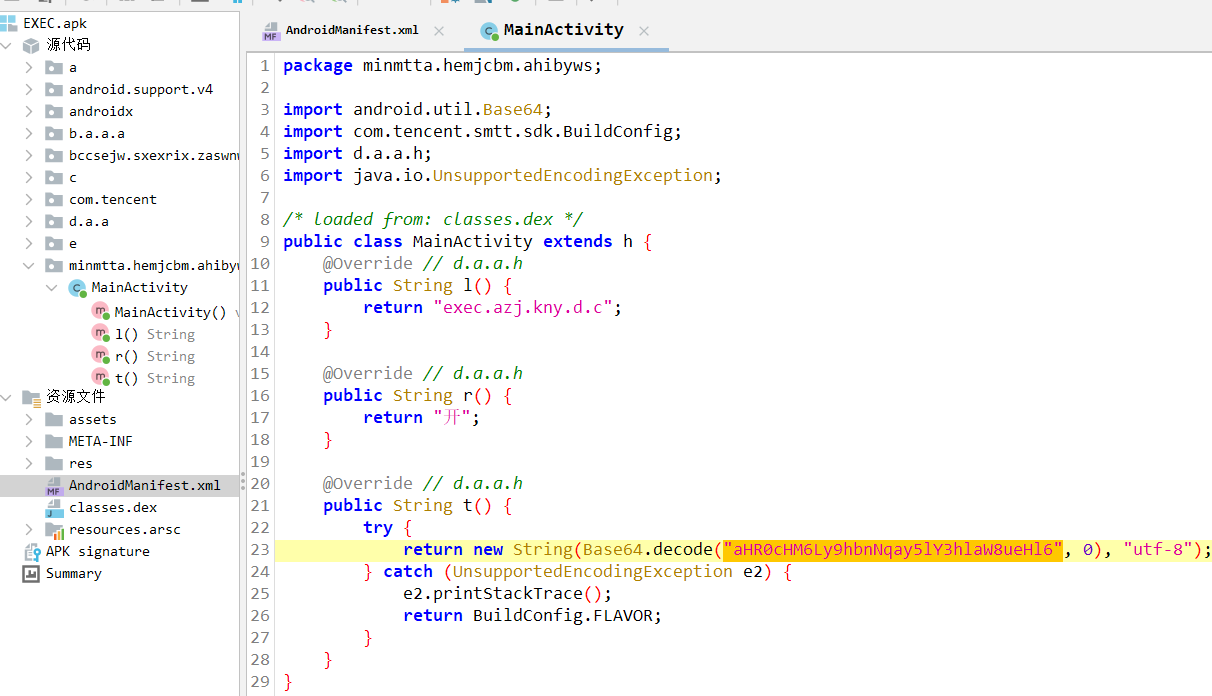 EXEC.apk
源代码
a
android.support.v4
androidx
b.a.a.a
bccsejw.sxexrix.zaswnw
c
com.tencent
d.a.a
e
minmtta.hemjcbm.ahibyw
MainActivity
MainActivity()
l() String
r() String
t() String
资源文件
assets
META-INF
res
AndroidManifest.xml
classes.dex
resources.arsc
APK signature
Summary
AndroidManifest.xml
MainActivity
1 package minmtta.hemjcbm.ahibyws;
2
3 import android.util.Base64;
4 import com.tencent.smtt.sdk.BuildConfig;
5 import d.a.a.h;
6 import java.io.UnsupportedEncodingException;
7
8 /* loaded from: classes.dex */
9 public class MainActivity extends h {
10 @Override // d.a.a.h
11 public String l() {
12 return "exec.azj.kny.d.c";
13 }
14
15 @Override // d.a.a.h
16 public String r() {
17 return "开";
18 }
19
20 @Override // d.a.a.h
21 public String t() {
22 try {
23 return new String(Base64.decode("aHR0cHM6Ly9hbnNqay5lY3hlaW8ueHl6", 0), "utf-8");
24 } catch (UnsupportedEncodingException e2) {
25 e2.printStackTrace();
26 return BuildConfig.FLAVOR;
27 }
28 }
29 }